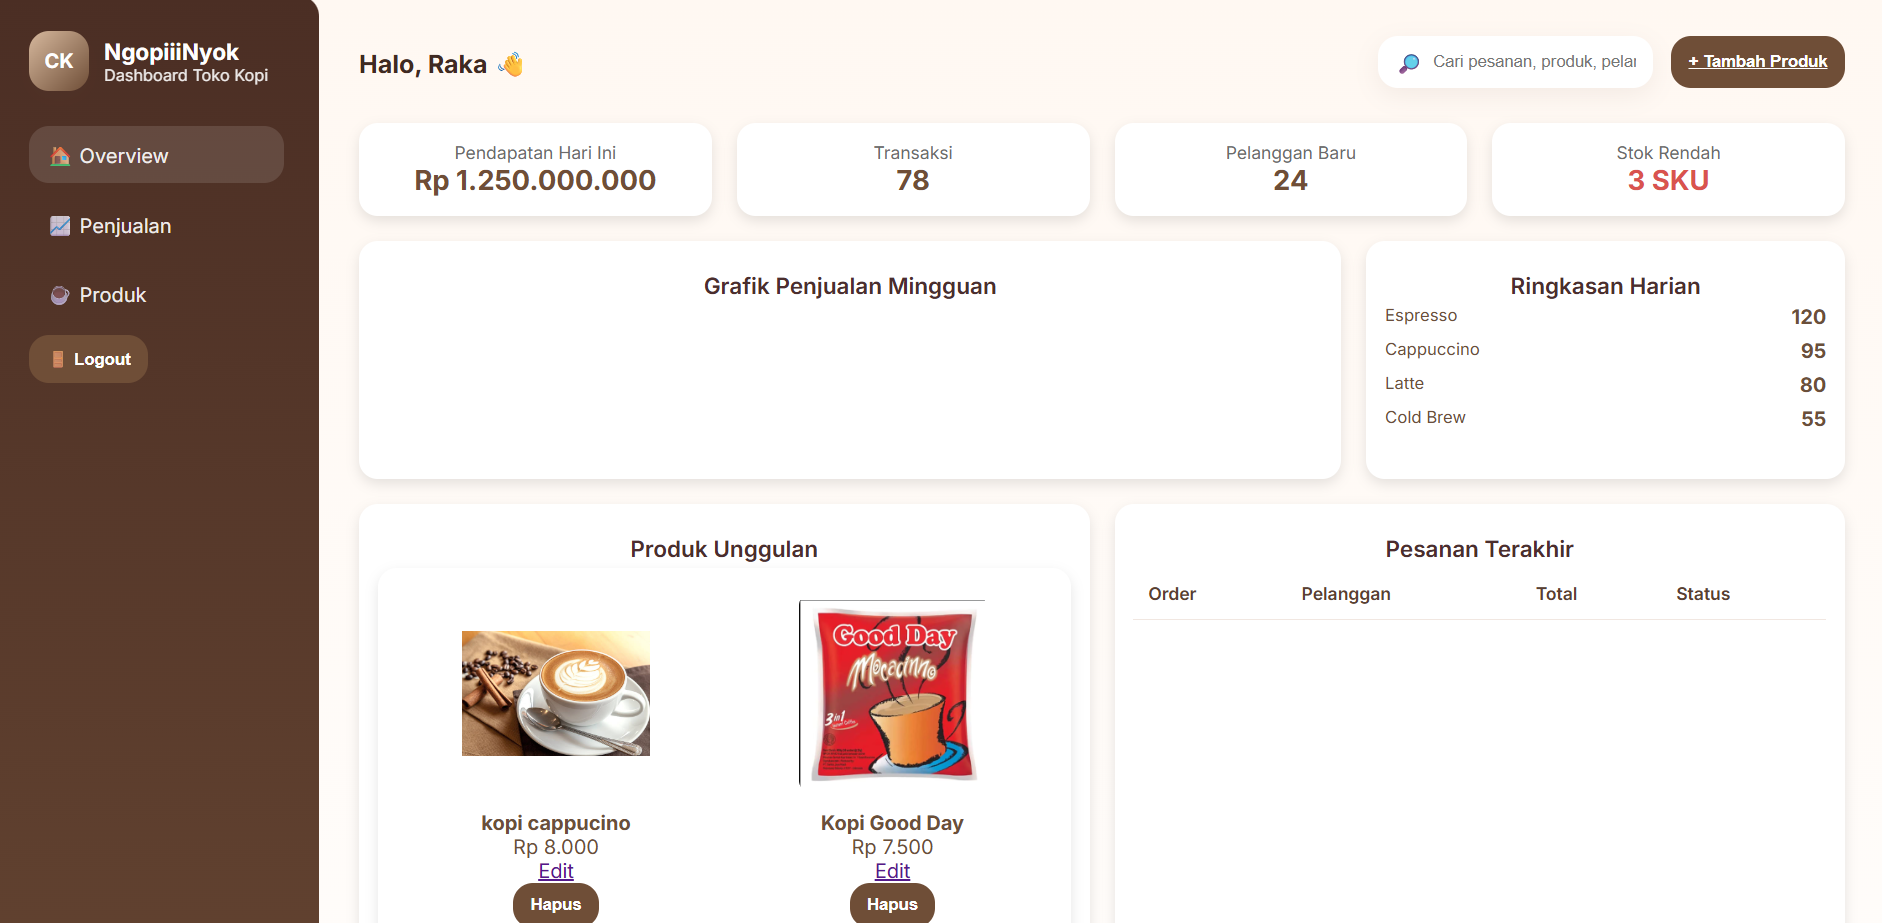 CK
NgopiiiNyok
Dashboard Toko Kopi
Overview
Penjualan
Produk
Logout
Halo, Raka
Cari pesanan, produk, pelan
+ Tambah Produk
Pendapatan Hari Ini
Rp 1.250.000.000
Transaksi
78
Pelanggan Baru
24
Stok Rendah
3 SKU
Grafik Penjualan Mingguan
Ringkasan Harian
Espresso 120
Cappuccino 95
Latte 80
Cold Brew 55
Produk Unggulan
kopi cappucino
Rp 8.000
Edit
Hapus
Good Day
Mocacinno
3in1
Kopi Good Day
Rp 7.500
Edit
Hapus
Pesanan Terakhir
Order Pelanggan Total Status